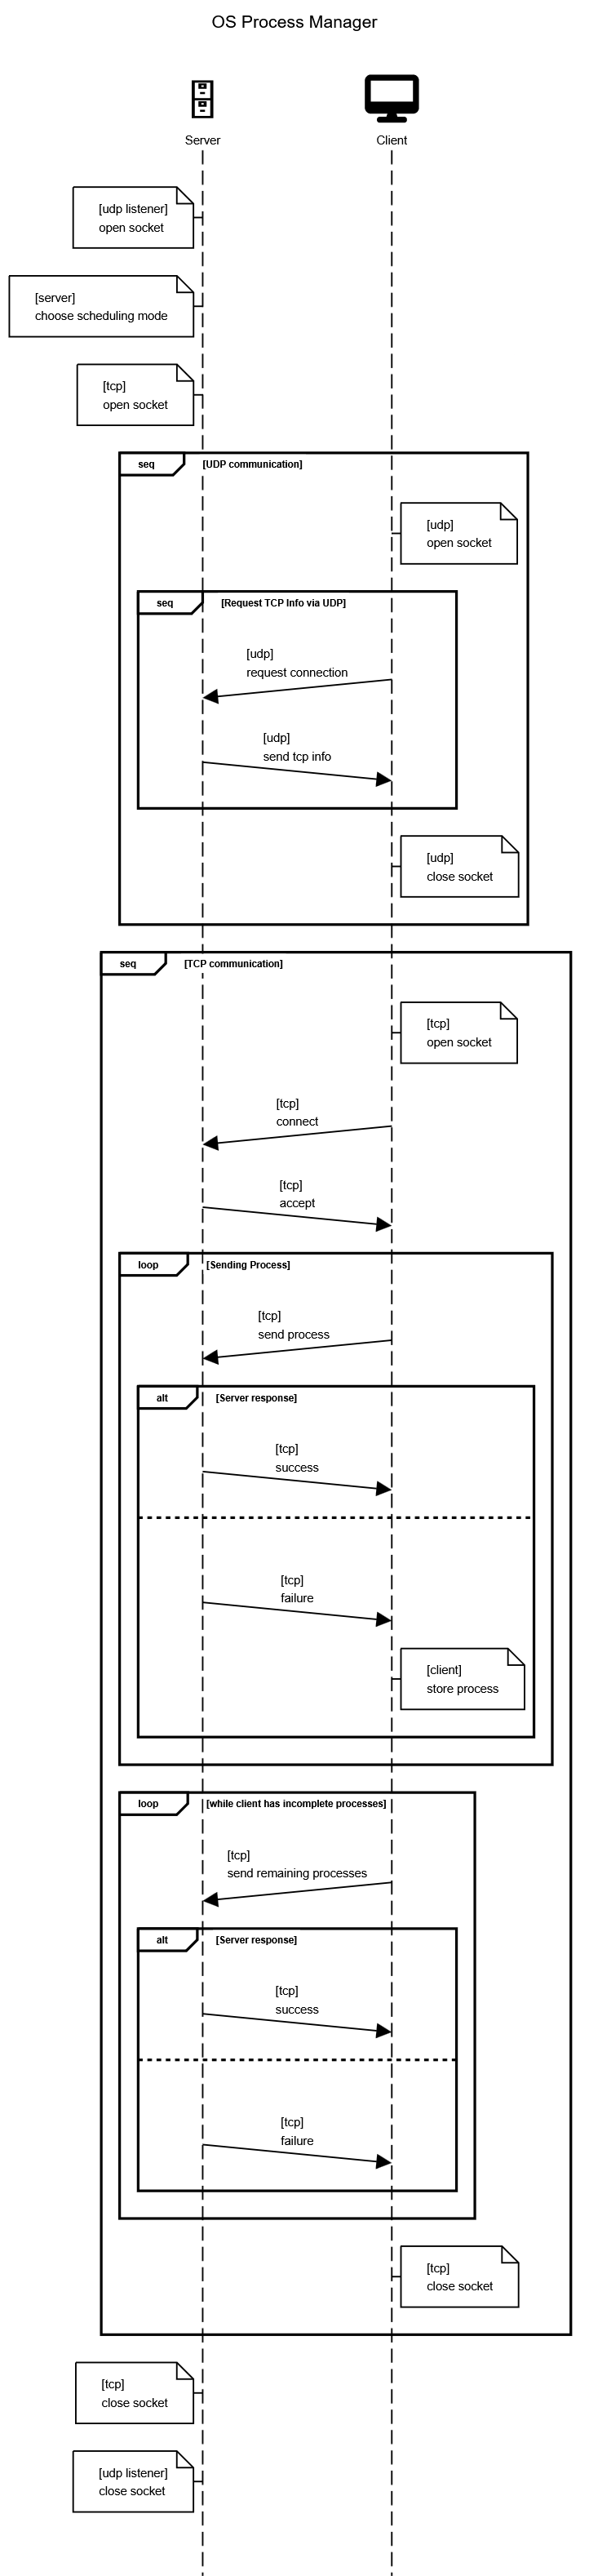 OS Process Manager
Server
Client
[udp listener]
open socket
[server]
choose scheduling mode
[tcp]
open socket
seq
[UDP communication]
[udp]
open socket
seq
[Request TCP Info via UDP]
[udp]
request connection
[udp]
send tcp info
[udp]
close socket
seq
[TCP communication]
[tcp]
open socket
[tcp]
connect
[tcp]
accept
loop
[Sending Process]
[tcp]
send process
alt
[Server response]
[tcp]
success
[tcp]
failure
[client]
store process
loop
[while client has incomplete processes]
[tcp]
send remaining processes
alt
[Server response]
[tcp]
success
[tcp]
failure
[tcp]
close socket
[tcp]
close socket
[udp listener]
close socket